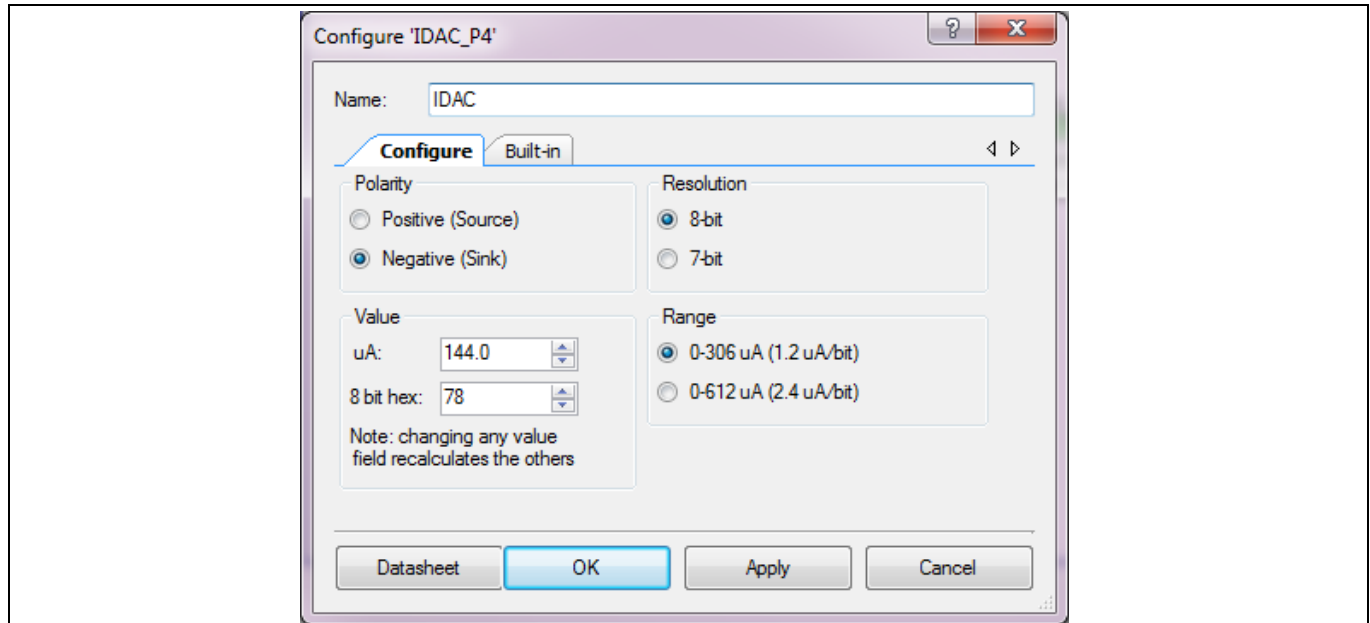 Configure 'IDAC_P4'
Name: IDAC
Configure Built-in
Polarity
Positive (Source)
Negative (Sink)
Resolution
8-bit
7-bit
Value
uA: 144.0
8 bit hex: 78
Note: changing any value
field recalculates the others
Range
0-306 uA (1.2 uA/bit)
0-612 uA (2.4 uA/bit)
Datasheet OK Apply Cancel